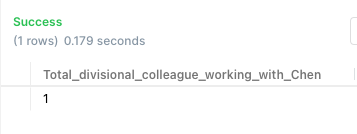 Success
(1 rows) 0.179 seconds
Total_divisional_colleague_working_with_Chen
1